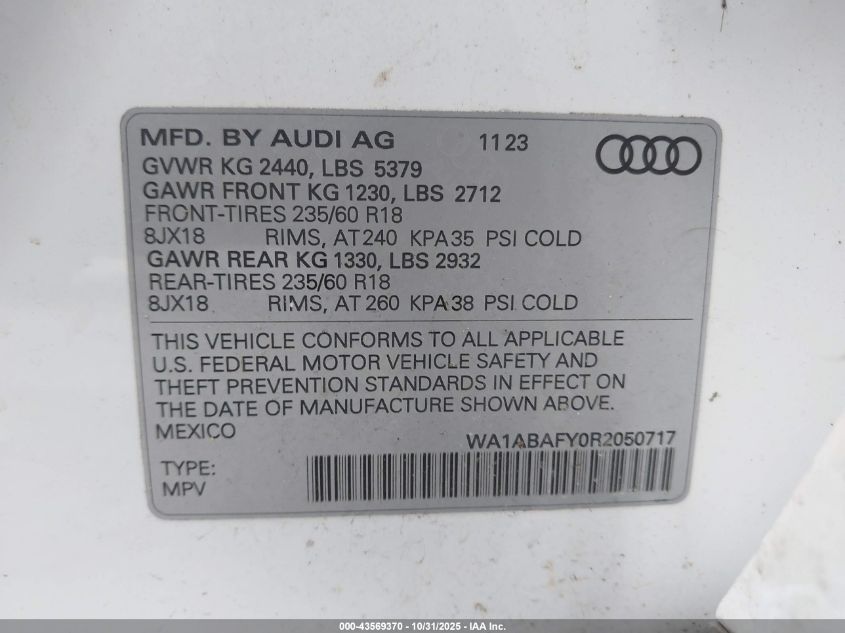 MFD. BY AUDI AG 11 23
GVWR KG 2440, LBS 5379
GAWR FRONT KG 1230, LBS 2712
FRONT-TIRES 235/60 R18
8JX18 RIMS, AT 240 KPA 35 PSI COLD
GAWR REAR KG 1330, LBS 2932
REAR-TIRES 235/60 R18
8JX18 RIMS, AT 260 KPA 38 PSI COLD
THIS VEHICLE CONFORMS TO ALL APPLICABLE
U.S. FEDERAL MOTOR VEHICLE SAFETY AND
THEFT PREVENTION STANDARDS IN EFFECT ON
THE DATE OF MANUFACTURE SHOWN ABOVE.
MEXICO
WA1ABAFY0R2050717
TYPE:
MPV
000-43569370 - 10/31/2025 - IAA, Inc.